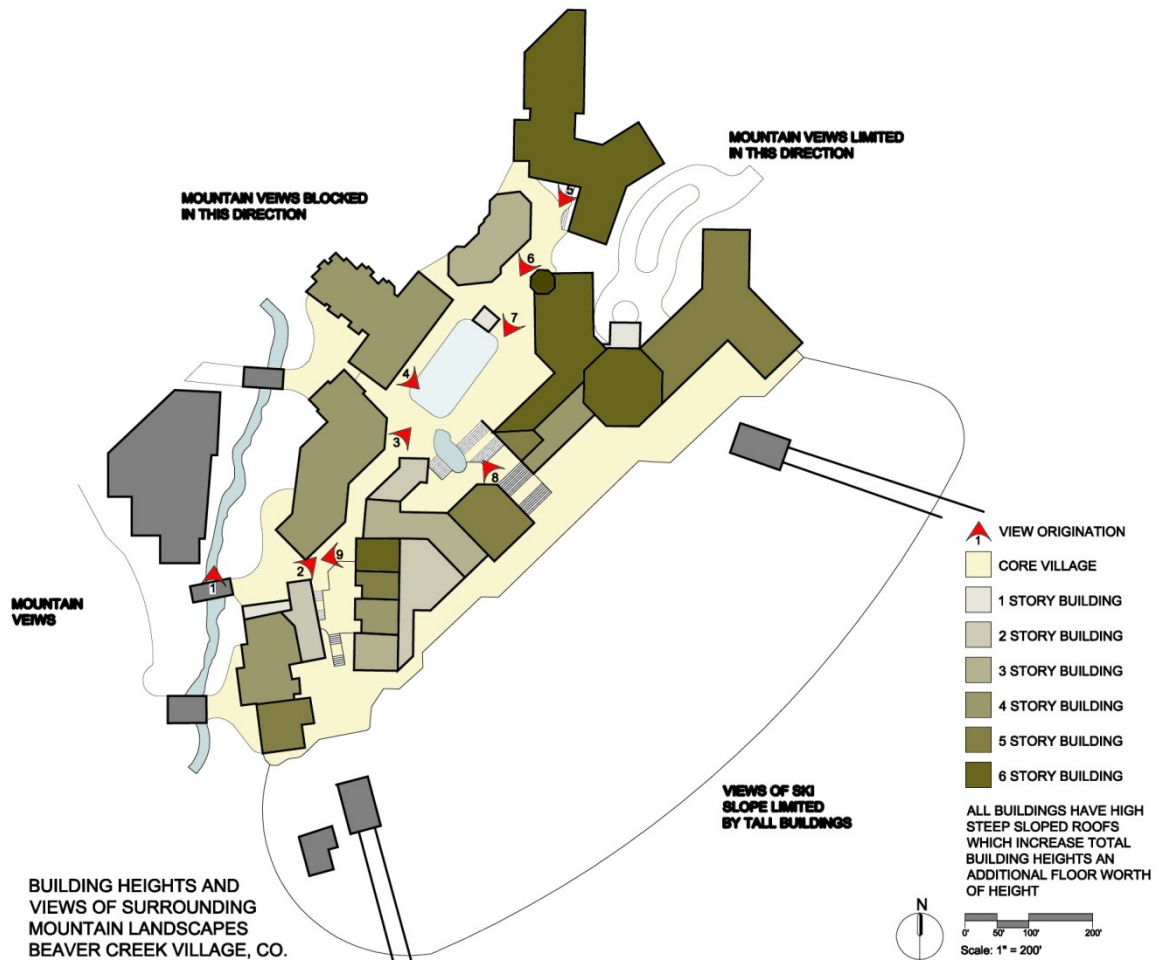 MOUNTAIN VEIWS LIMITED
IN THIS DIRECTION
MOUNTAIN VEIWS BLOCKED
IN THIS DIRECTION
5
6
7
4
3
8
9
2
1
MOUNTAIN
VEIWS
1
VIEW ORIGINATION
CORE VILLAGE
1 STORY BUILDING
2 STORY BUILDING
3 STORY BUILDING
4 STORY BUILDING
5 STORY BUILDING
6 STORY BUILDING
VIEWS OF SKI
SLOPE LIMITED
BY TALL BUILDINGS
ALL BUILDINGS HAVE HIGH
STEEP SLOPED ROOFS
WHICH INCREASE TOTAL
BUILDING HEIGHTS AN
ADDITIONAL FLOOR WORTH
OF HEIGHT
BUILDING HEIGHTS AND
VIEWS OF SURROUNDING
MOUNTAIN LANDSCAPES
BEAVER CREEK VILLAGE, CO.
N
0' 50' 100' 200'
Scale: 1" = 200'